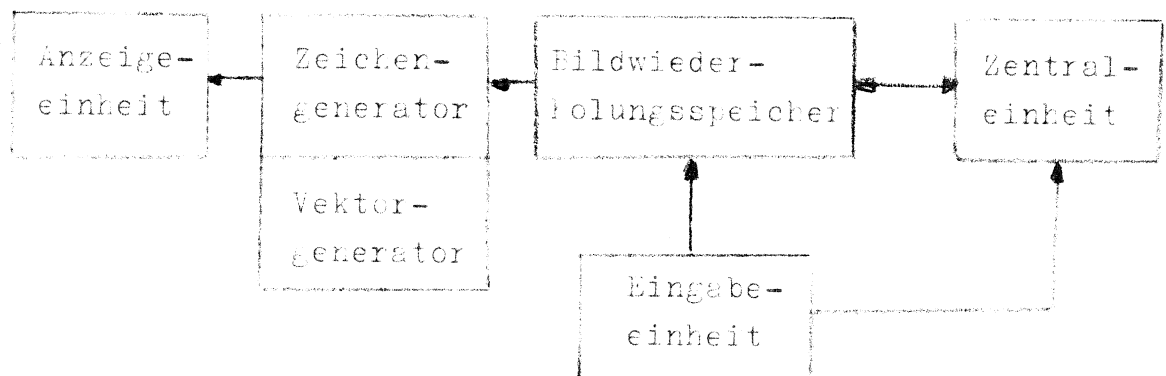 Anzeige-
einheit
Zeichen-
generator
Vektor-
generator
Bildwieder-
holungsspeicher
Zentral-
einheit
Eingabe-
einheit